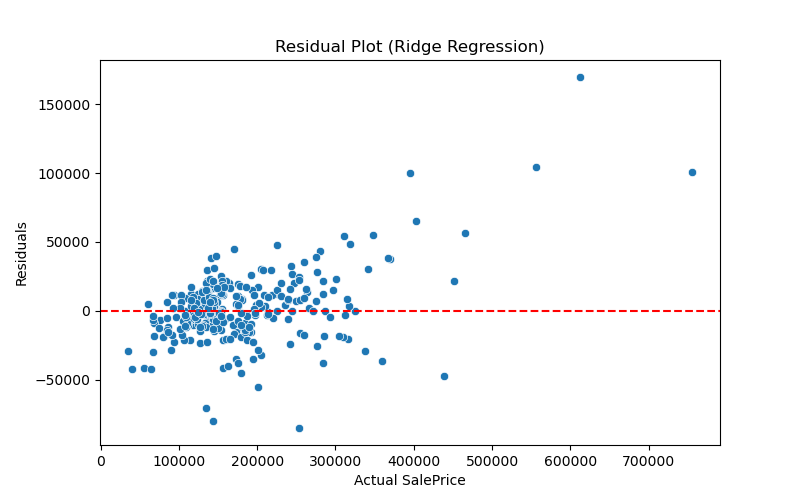 Residual Plot (Ridge Regression)
150000
100000
50000
0
−50000
Residuals
0 100000 200000 300000 400000 500000 600000 700000
Actual SalePrice